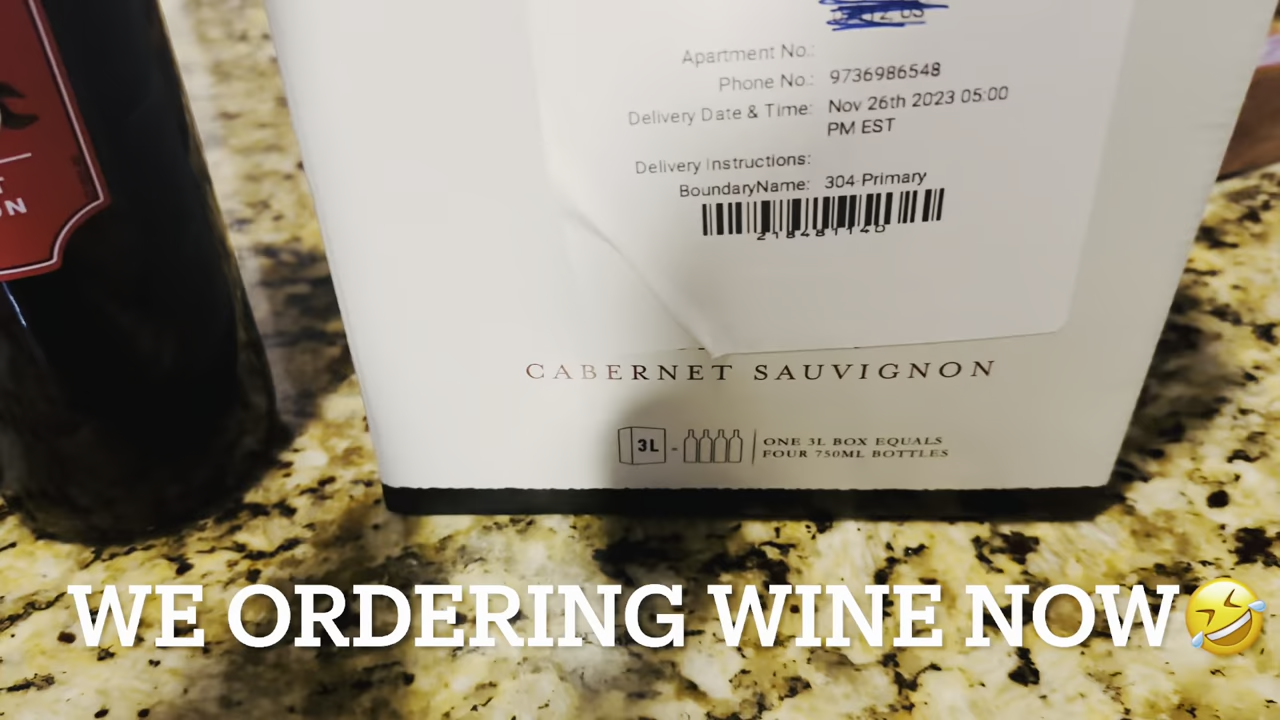 Apartment No.:
Phone No.: 9736986548
Delivery Date & Time: Nov 26th 2023 05:00
PM EST
Delivery Instructions:
BoundaryName: 304-Primary
218481140
CABERNET SAUVIGNON
3L
ONE 3L BOX EQUALS
FOUR 750ML BOTTLES
WE ORDERING WINE NOW🤣